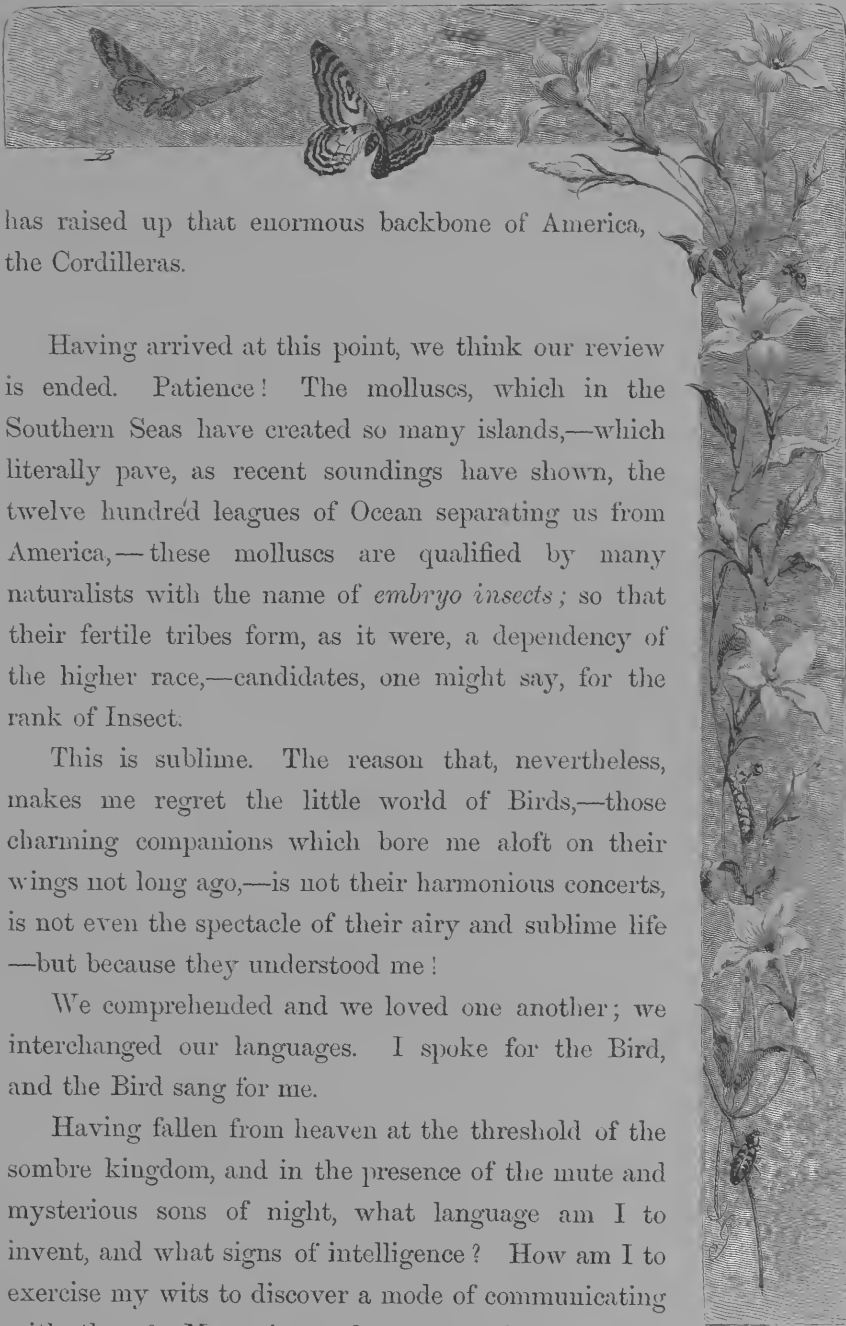 has raised up that enormous backbone of America,
the Cordilleras.
Having arrived at this point, we think our review
is ended. Patience! The molluscs, which in the
Southern Seas have created so many islands,—which
literally pave, as recent soundings have shown, the
twelve hundred leagues of Ocean separating us from
America,—these molluscs are qualified by many
naturalists with the name of embryo insects; so that
their fertile tribes form, as it were, a dependency of
the higher race,—candidates, one might say, for the
rank of Insect.
This is sublime. The reason that, nevertheless,
makes me regret the little world of Birds,—those
charming companions which bore me aloft on their
wings not long ago,—is not their harmonious concerts,
is not even the spectacle of their airy and sublime life
—but because they understood me!
We comprehended and we loved one another; we
interchanged our languages. I spoke for the Bird,
and the Bird sang for me.
Having fallen from heaven at the threshold of the
sombre kingdom, and in the presence of the mute and
mysterious sons of night, what language am I to
invent, and what signs of intelligence? How am I to
exercise my wits to discover a mode of communicating